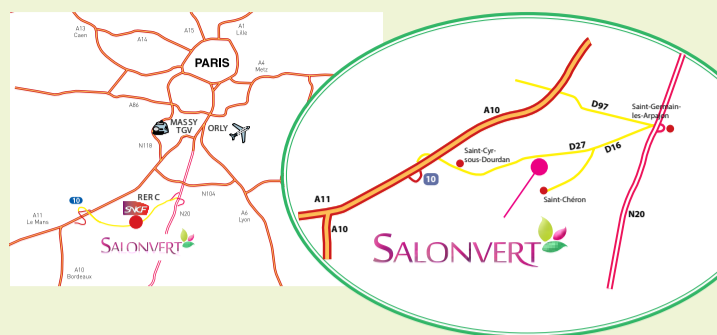 A13
Caen
A14
A15
A1
Lille
PARIS
A4
Metz
A86
MASSY
TGV
ORLY
N118
N104
RER C
SNCF
10
A11
Le Mans
N20
A6
Lyon
SALONVERT
A10
Bordeaux
A10
D97
Saint-Germain-
les-Arpajon
Saint-Cyr-
sous-Dourdan
D27
D16
10
Saint-Chéron
A11
A10
N20
SALONVERT